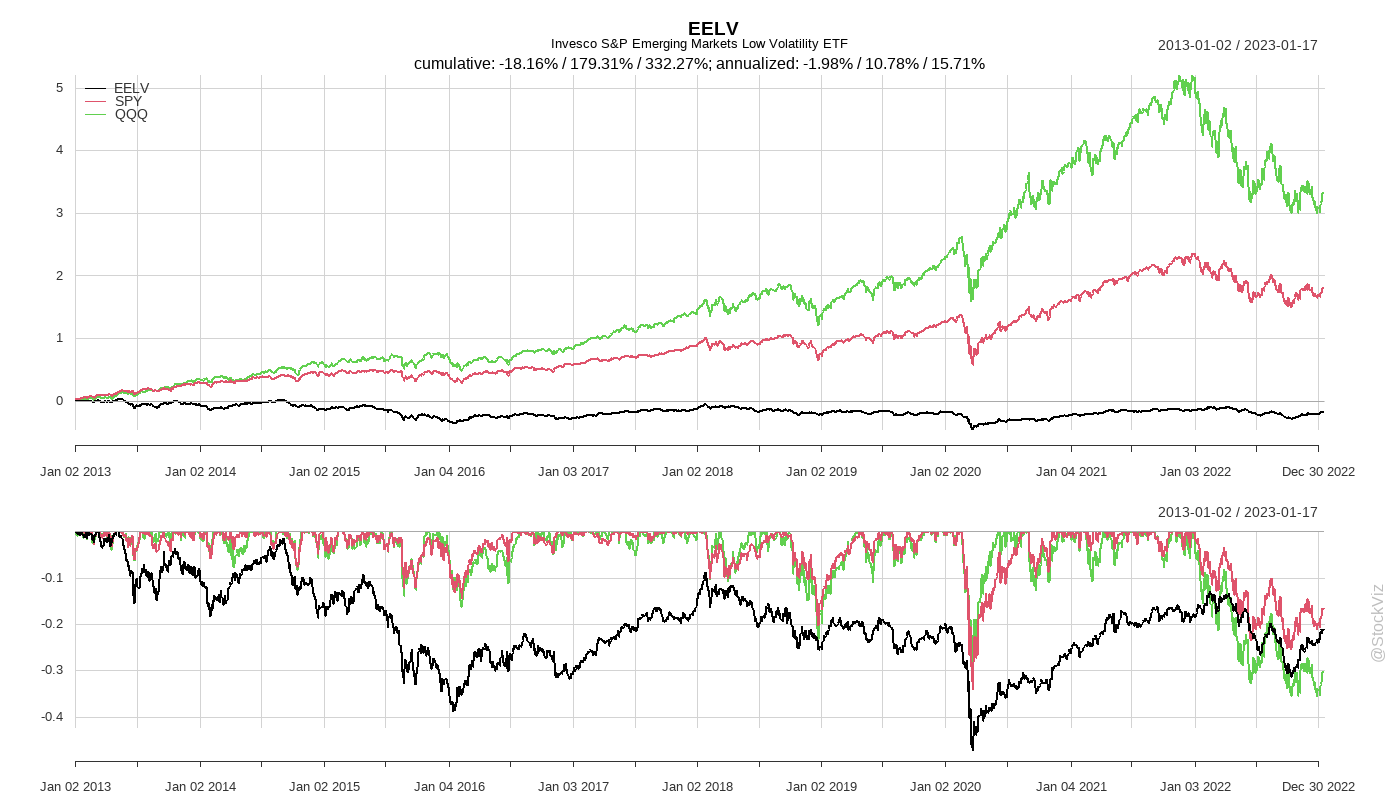 EELV
Invesco S&P Emerging Markets Low Volatility ETF
2013-01-02 / 2023-01-17
cumulative: -18.16% / 179.31% / 332.27%; annualized: -1.98% / 10.78% / 15.71%
EELV
SPY
QQQ
5
4
3
2
1
0
Jan 02 2013 Jan 02 2014 Jan 02 2015 Jan 04 2016 Jan 03 2017 Jan 02 2018 Jan 02 2019 Jan 02 2020 Jan 04 2021 Jan 03 2022 Dec 30 2022
2013-01-02 / 2023-01-17
-0.1
-0.2
-0.3
-0.4
Jan 02 2013 Jan 02 2014 Jan 02 2015 Jan 04 2016 Jan 03 2017 Jan 02 2018 Jan 02 2019 Jan 02 2020 Jan 04 2021 Jan 03 2022 Dec 30 2022
@StockViz